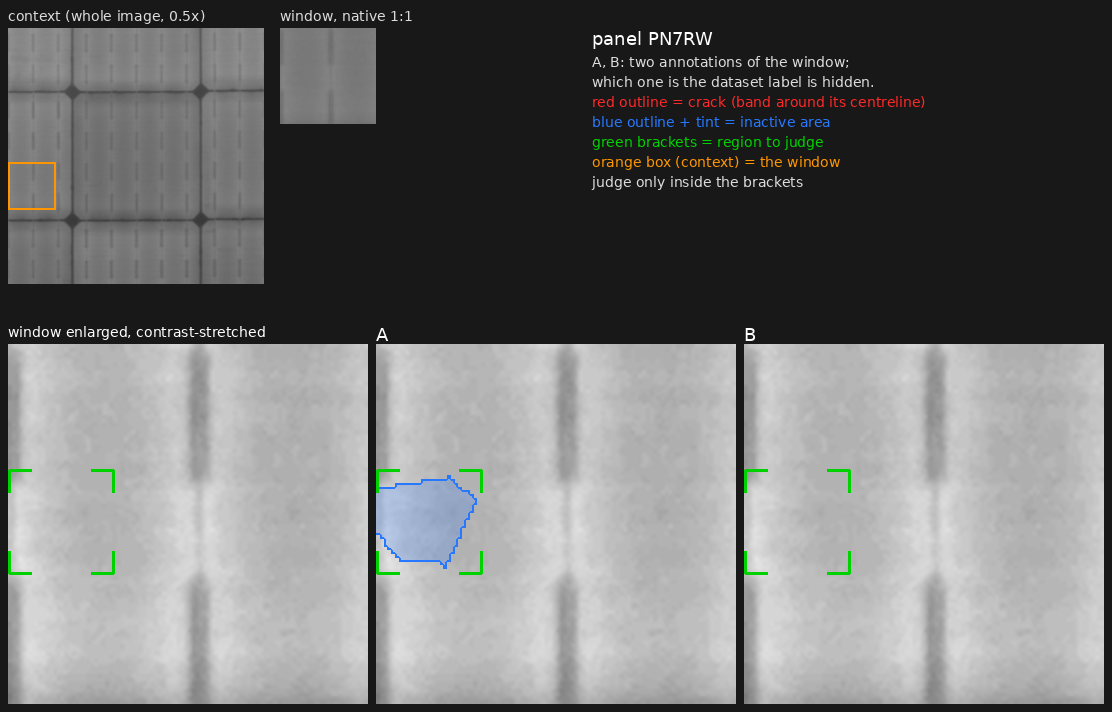 context (whole image, 0.5x)
window, native 1:1
panel PN7RW
A, B: two annotations of the window;
which one is the dataset label is hidden.
red outline = crack (band around its centreline)
blue outline + tint = inactive area
green brackets = region to judge
orange box (context) = the window
judge only inside the brackets
window enlarged, contrast-stretched
A
B